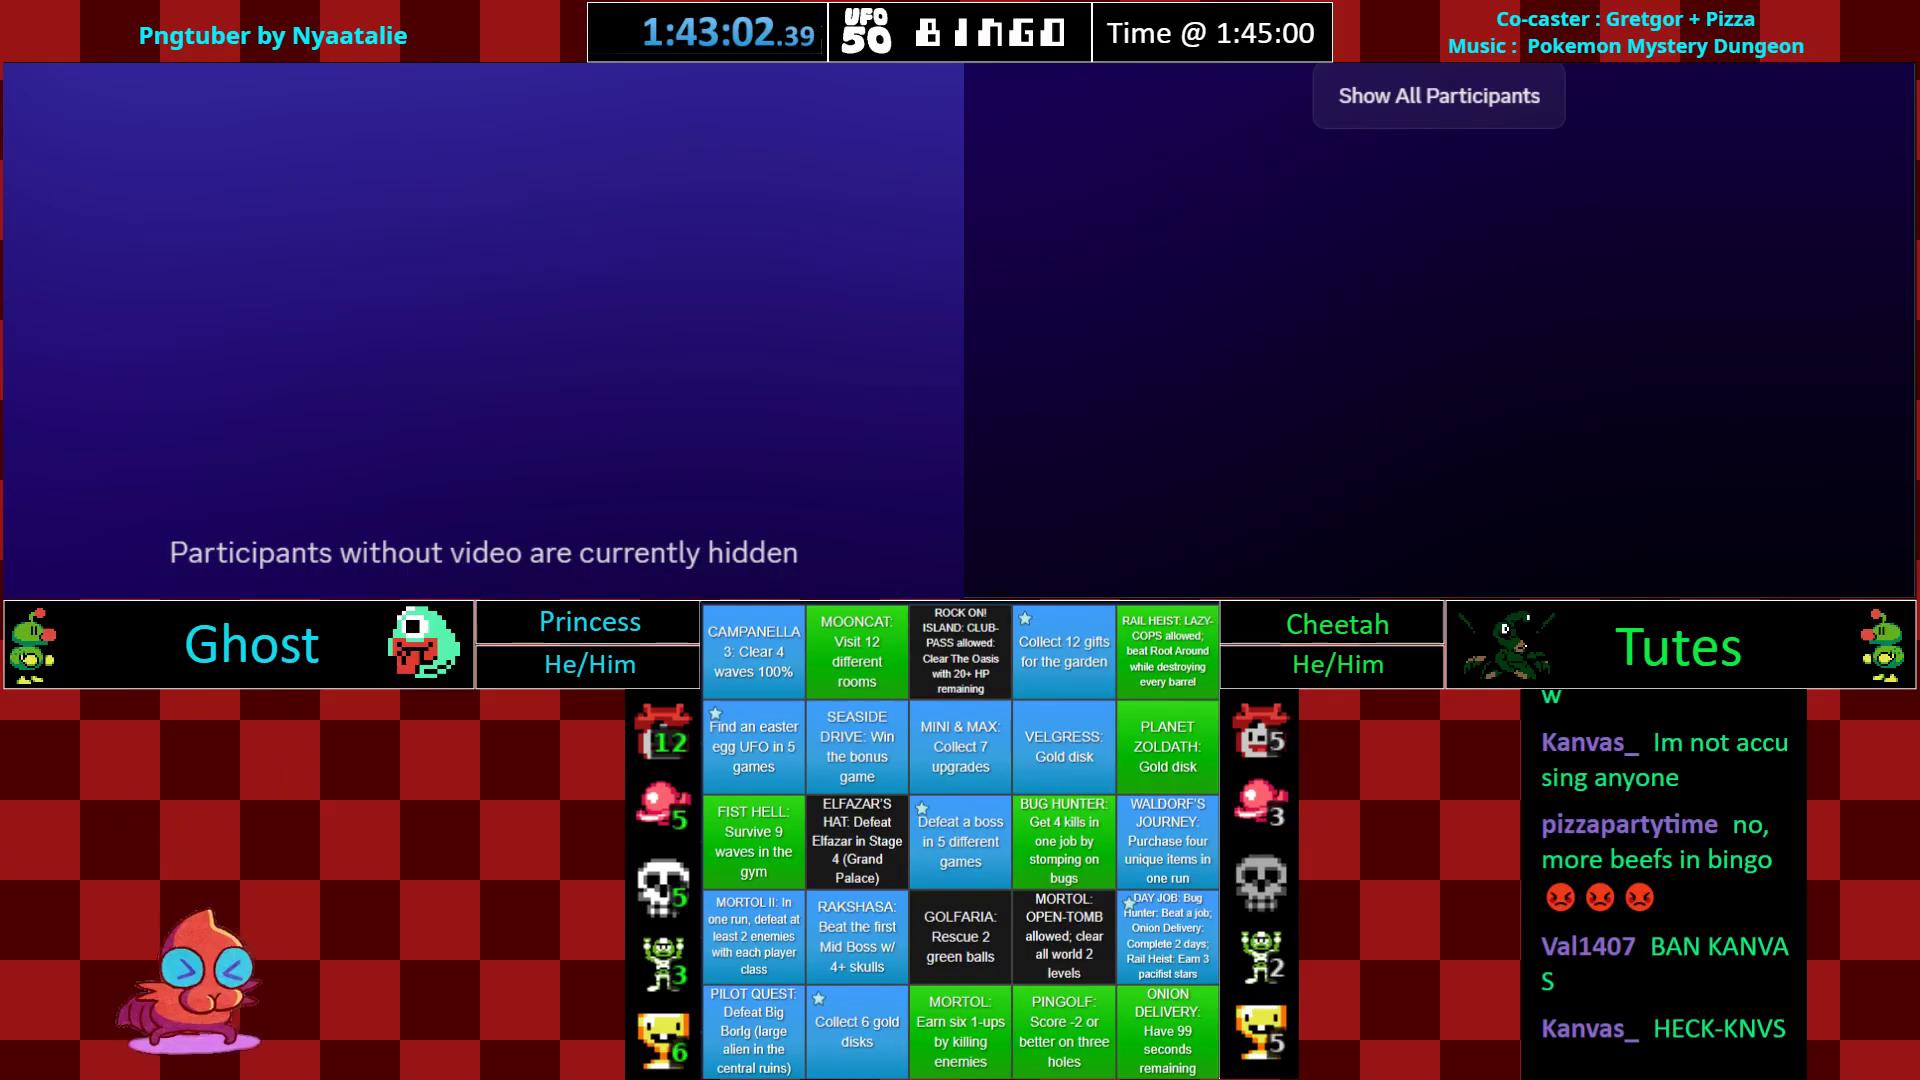 Pngtuber by Nyaatalie
1:43:02.39
UFO 50
BINGO
Time @ 1:45:00
Co-caster : Gretgor + Pizza
Music : Pokemon Mystery Dungeon
Show All Participants
Participants without video are currently hidden
Ghost
Princess
He/Him
Cheetah
He/Him
Tutes
CAMPANELLA
3: Clear 4
waves 100%
MOONCAT:
Visit 12
different
rooms
ROCK ON!
ISLAND: CLUB-
PASS allowed:
Clear The Oasis
with 20+ HP
remaining
Collect 12 gifts
for the garden
RAIL HEIST: LAZY-
COPS allowed;
beat Root Around
while destroying
every barrel
Find an easter
egg UFO in 5
games
SEASIDE
DRIVE: Win
the bonus
game
MINI & MAX:
Collect 7
upgrades
VELGRESS:
Gold disk
PLANET
ZOLDATH:
Gold disk
FIST HELL:
Survive 9
waves in the
gym
ELFAZAR'S
HAT: Defeat
Elfazar in Stage
4 (Grand
Palace)
Defeat a boss
in 5 different
games
BUG HUNTER:
Get 4 kills in
one job by
stomping on
bugs
WALDORF'S
JOURNEY:
Purchase four
unique items in
one run
MORTOL II: In
one run, defeat at
least 2 enemies
with each player
class
RAKSHASA:
Beat the first
Mid Boss w/
4+ skulls
GOLFARIA:
Rescue 2
green balls
MORTOL:
OPEN-TOMB
allowed; clear
all world 2
levels
DAY JOB: Bug
Hunter: Beat a job;
Onion Delivery:
Complete 2 days;
Rail Heist: Earn 3
pacifist stars
PILOT QUEST:
Defeat Big
Borlg (large
alien in the
central ruins)
Collect 6 gold
disks
MORTOL:
Earn six 1-ups
by killing
enemies
PINGOLF:
Score -2 or
better on three
holes
ONION
DELIVERY:
Have 99
seconds
remaining
12
5
5
3
6
5
3
2
5
w
Kanvas_ Im not accu
sing anyone
pizzapartytime no,
more beefs in bingo
Val1407 BAN KANVA
S
Kanvas_ HECK-KNVS